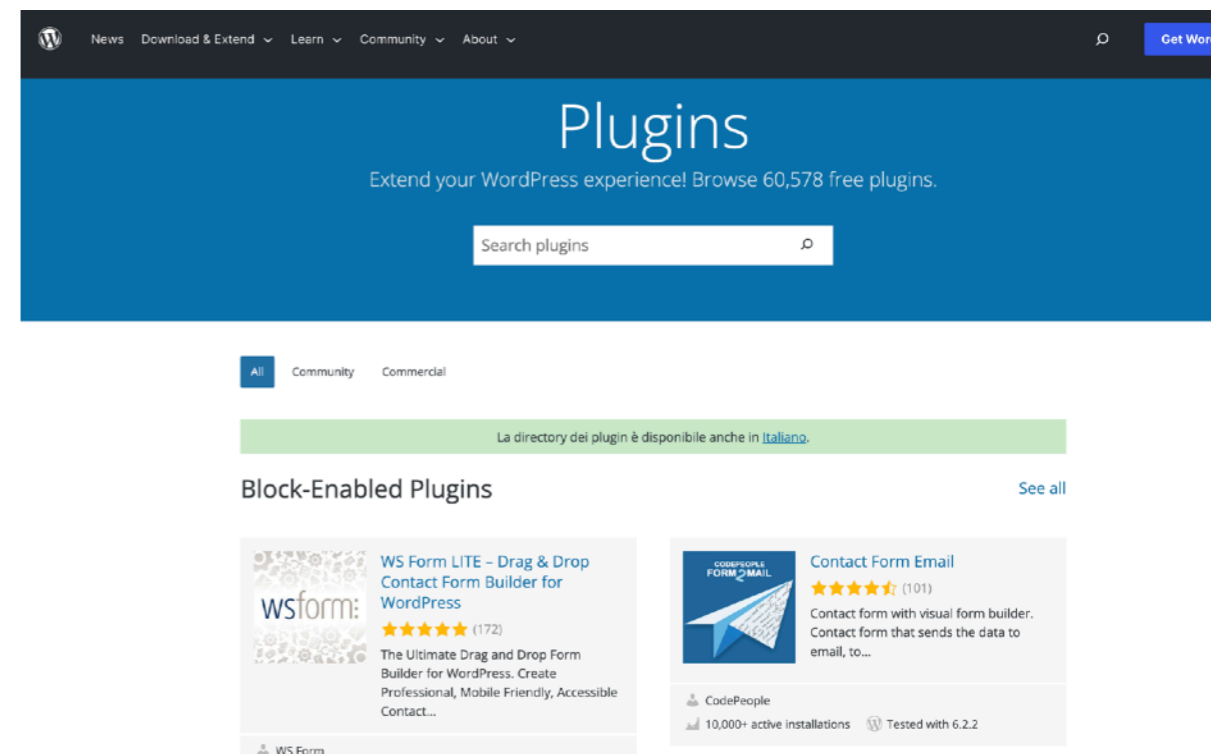 News Download & Extend Learn Community About
Get Wor
Plugins
Extend your WordPress experience! Browse 60,578 free plugins.
Search plugins
All Community Commercial
La directory dei plugin è disponibile anche in Italiano.
Block-Enabled Plugins
See all
wsform:
WS Form LITE – Drag & Drop
Contact Form Builder for
WordPress
(172)
The Ultimate Drag and Drop Form
Builder for WordPress. Create
Professional, Mobile Friendly, Accessible
Contact...
WS Form
CODEPEOPLE
FORM2MAIL
Contact Form Email
(101)
Contact form with visual form builder.
Contact form that sends the data to
email, to...
CodePeople
10,000+ active installations Tested with 6.2.2